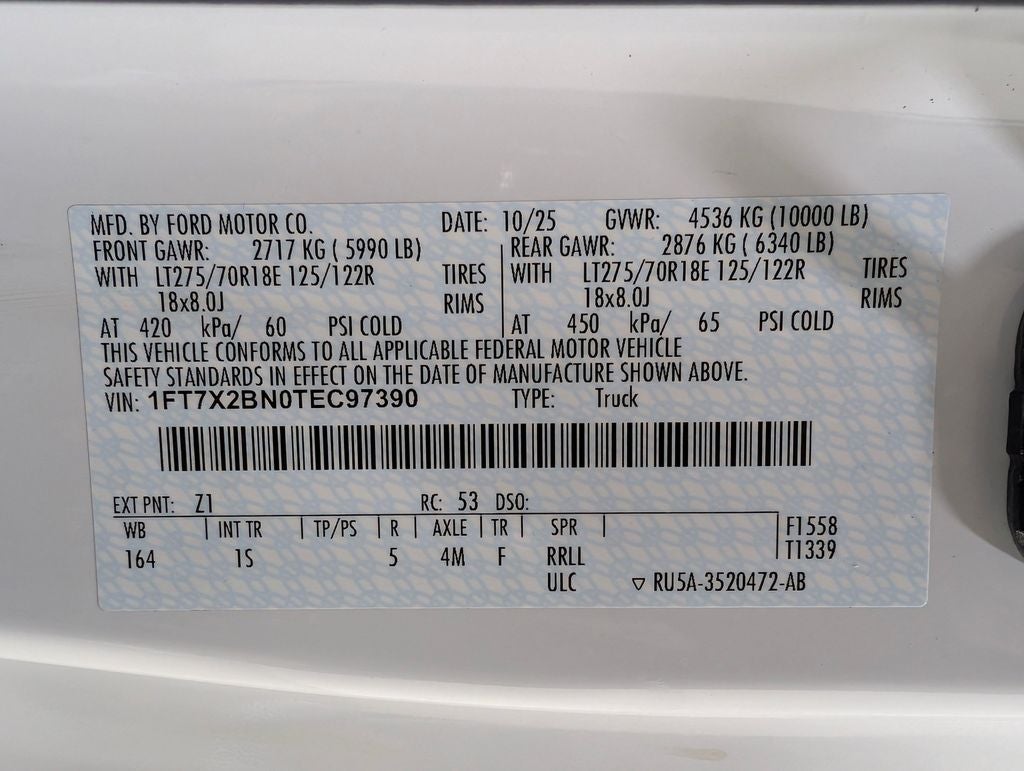 MFD. BY FORD MOTOR CO. DATE: 10/25 GVWR: 4536 KG (10000 LB)
FRONT GAWR: 2717 KG ( 5990 LB) REAR GAWR: 2876 KG ( 6340 LB)
WITH LT275/70R18E 125/122R TIRES WITH LT275/70R18E 125/122R TIRES
18x8.0J RIMS 18x8.0J RIMS
AT 420 kPa/ 60 PSI COLD AT 450 kPa/ 65 PSI COLD
THIS VEHICLE CONFORMS TO ALL APPLICABLE FEDERAL MOTOR VEHICLE
SAFETY STANDARDS IN EFFECT ON THE DATE OF MANUFACTURE SHOWN ABOVE.
VIN: 1FT7X2BN0TEC97390 TYPE: Truck
EXT PNT: Z1 RC: 53 DSO:
WB INT TR TP/PS R AXLE TR SPR F1558
164 1S 5 4M F RRLL T1339
ULC ▽ RU5A-3520472-AB